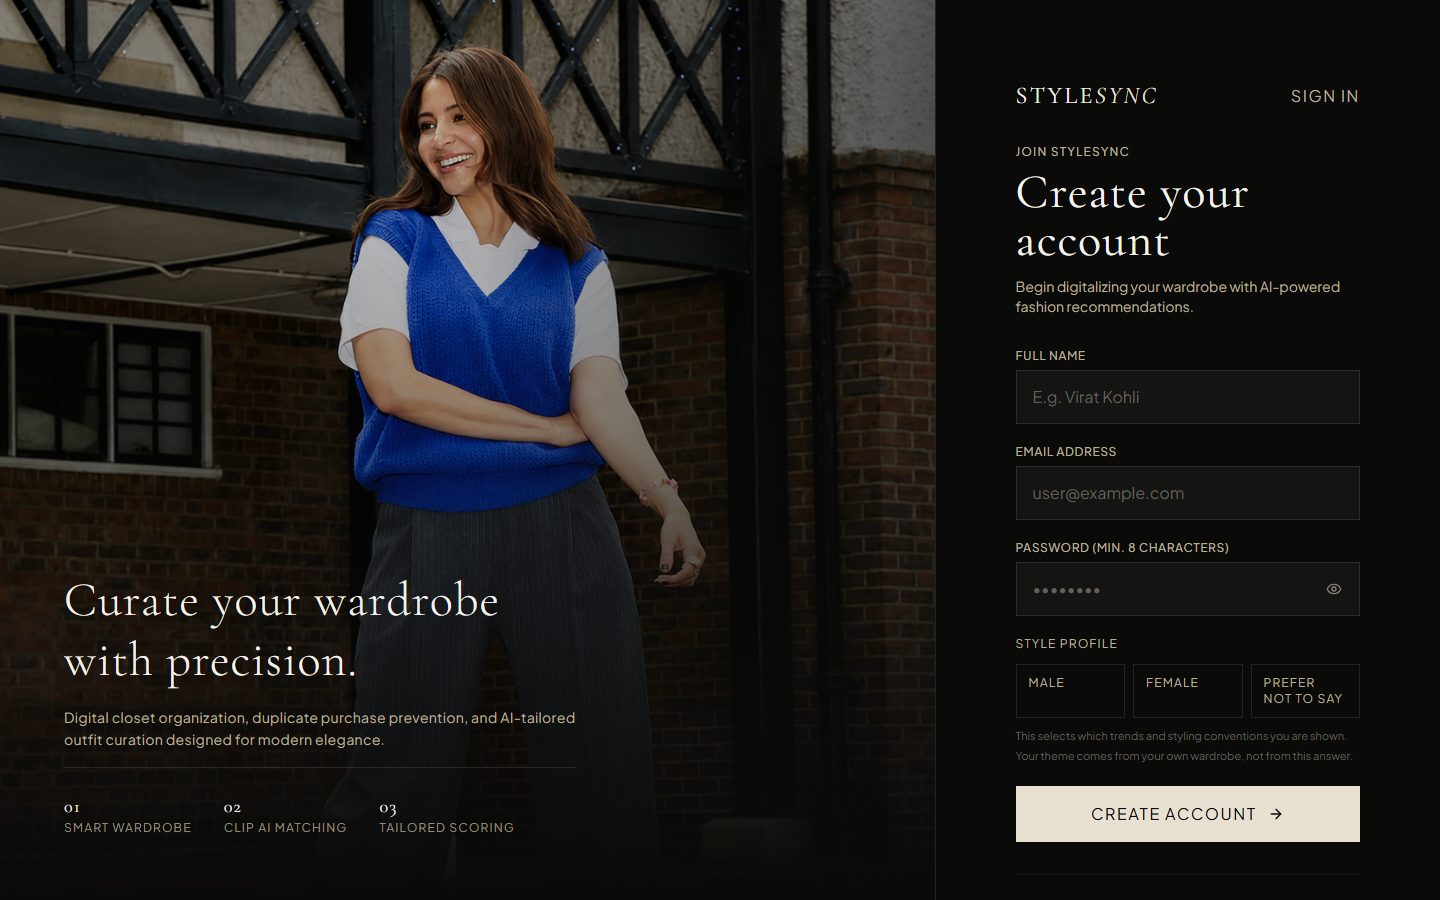 Curate your wardrobe
with precision.
Digital closet organization, duplicate purchase prevention, and AI-tailored
outfit curation designed for modern elegance.
01
SMART WARDROBE
02
CLIP AI MATCHING
03
TAILORED SCORING
STYLESYNC
SIGN IN
JOIN STYLESYNC
Create your
account
Begin digitalizing your wardrobe with AI-powered
fashion recommendations.
FULL NAME
E.g. Virat Kohli
EMAIL ADDRESS
user@example.com
PASSWORD (MIN. 8 CHARACTERS)
••••••••
STYLE PROFILE
MALE
FEMALE
PREFER
NOT TO SAY
This selects which trends and styling conventions you are shown.
Your theme comes from your own wardrobe, not from this answer.
CREATE ACCOUNT →